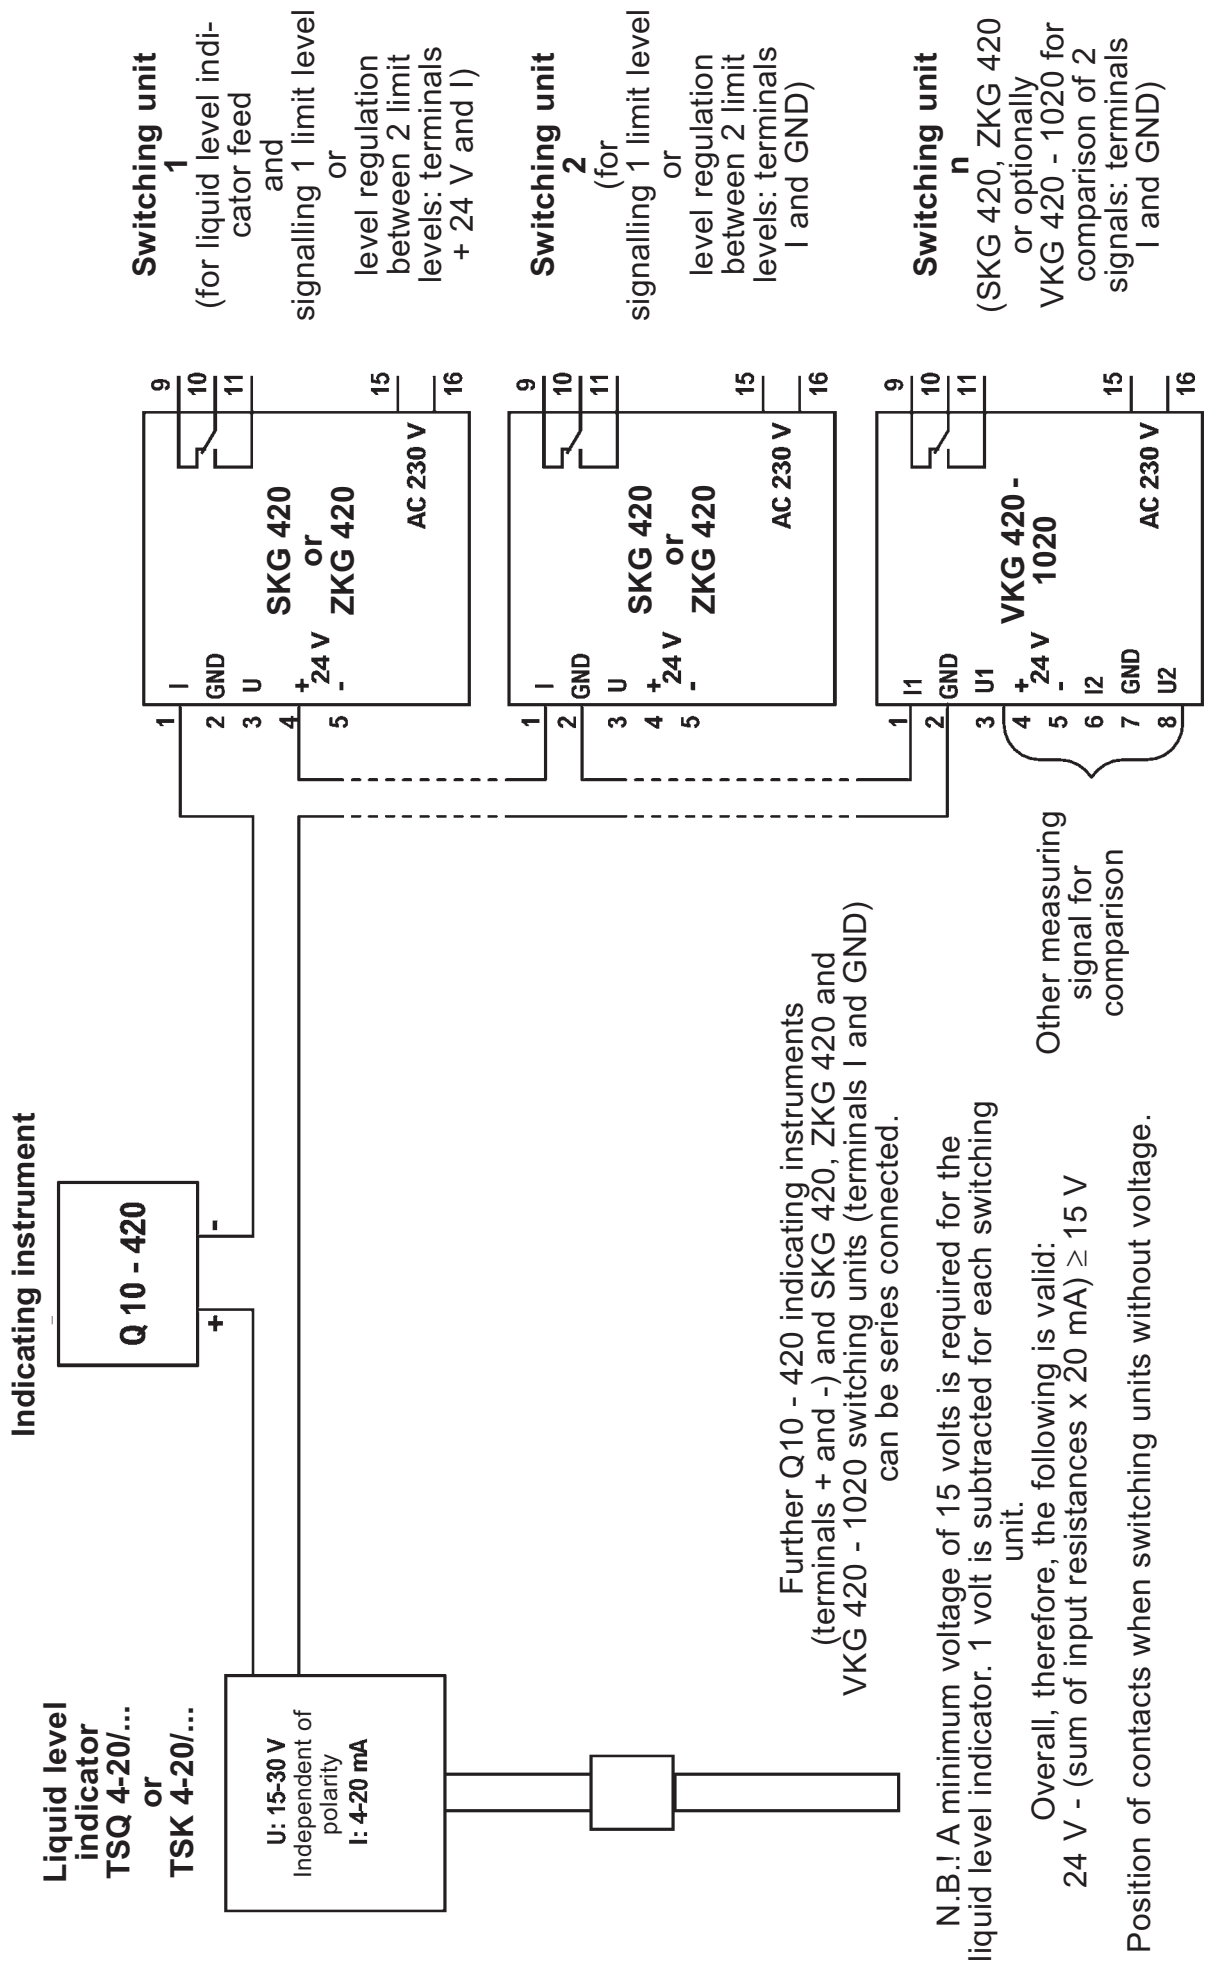 Indicating instrument
Q 10 - 420
+
-
Liquid level
indicator
TSQ 4-20/...
or
TSK 4-20/...
U: 15-30 V
Independent of
polarity
I: 4-20 mA
1
2
3
4
5
I
GND
U
+
24 V
-
SKG 420
or
ZKG 420
AC 230 V
9
10
11
15
16
Switching unit
1
(for liquid level indi-
cator feed
and
signalling 1 limit level
or
level regulation
between 2 limit
levels: terminals
+ 24 V and I)
1
2
3
4
5
I
GND
U
+
24 V
-
SKG 420
or
ZKG 420
AC 230 V
9
10
11
15
16
Switching unit
2
(for
signalling 1 limit level
or
level regulation
between 2 limit
levels: terminals
I and GND)
1
2
3
4
5
6
7
8
I1
GND
U1
+
24 V
-
I2
GND
U2
VKG 420 -
1020
AC 230 V
9
10
11
15
16
Switching unit
n
(SKG 420, ZKG 420
or optionally
VKG 420 - 1020 for
comparison of 2
signals: terminals
I and GND)
Other measuring
signal for
comparison
Further Q10 - 420 indicating instruments
(terminals + and -) and SKG 420, ZKG 420 and
VKG 420 - 1020 switching units (terminals I and GND)
can be series connected.
N.B.! A minimum voltage of 15 volts is required for the
liquid level indicator. 1 volt is subtracted for each switching
unit.
Overall, therefore, the following is valid:
24 V - (sum of input resistances x 20 mA) ≥ 15 V
Position of contacts when switching units without voltage.